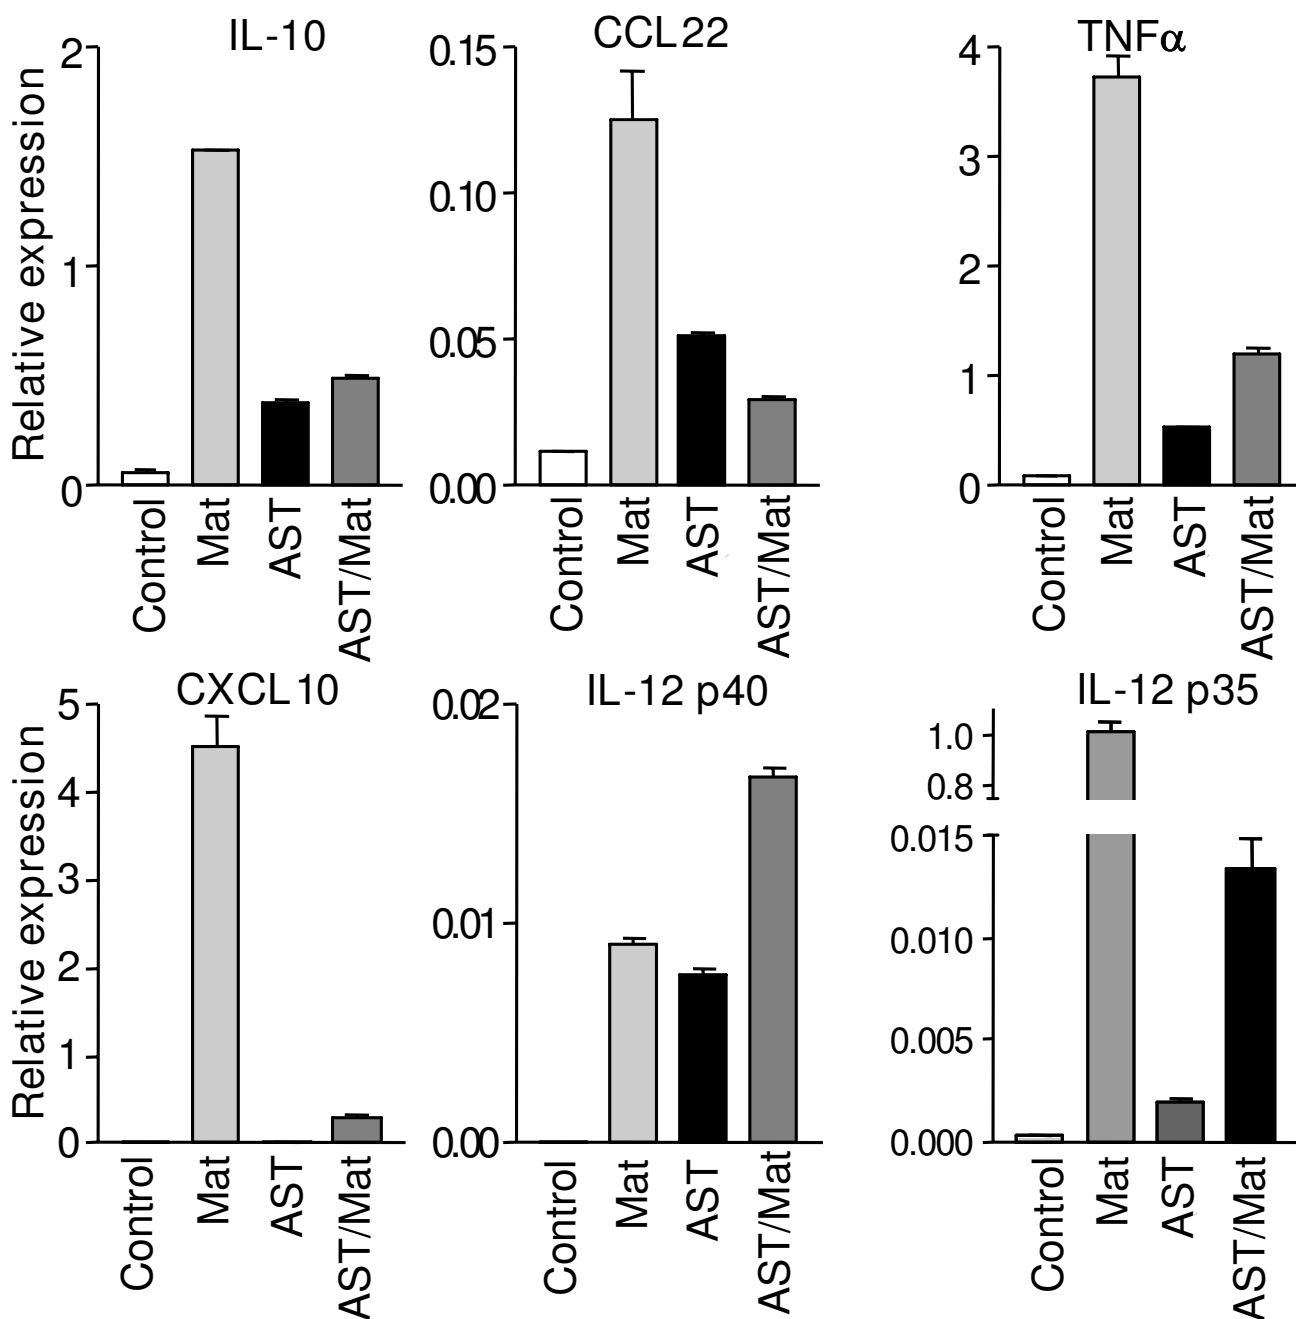 IL-10
2
1
0
Relative expression
Control
Mat
AST
AST/Mat
CCL22
0.15
0.10
0.05
0.00
Control
Mat
AST
AST/Mat
TNFα
4
3
2
1
0
Control
Mat
AST
AST/Mat
CXCL10
5
4
3
2
1
0
Relative expression
Control
Mat
AST
AST/Mat
IL-12 p40
0.02
0.01
0.00
Control
Mat
AST
AST/Mat
IL-12 p35
1.0
0.8
0.015
0.010
0.005
0.000
Control
Mat
AST
AST/Mat